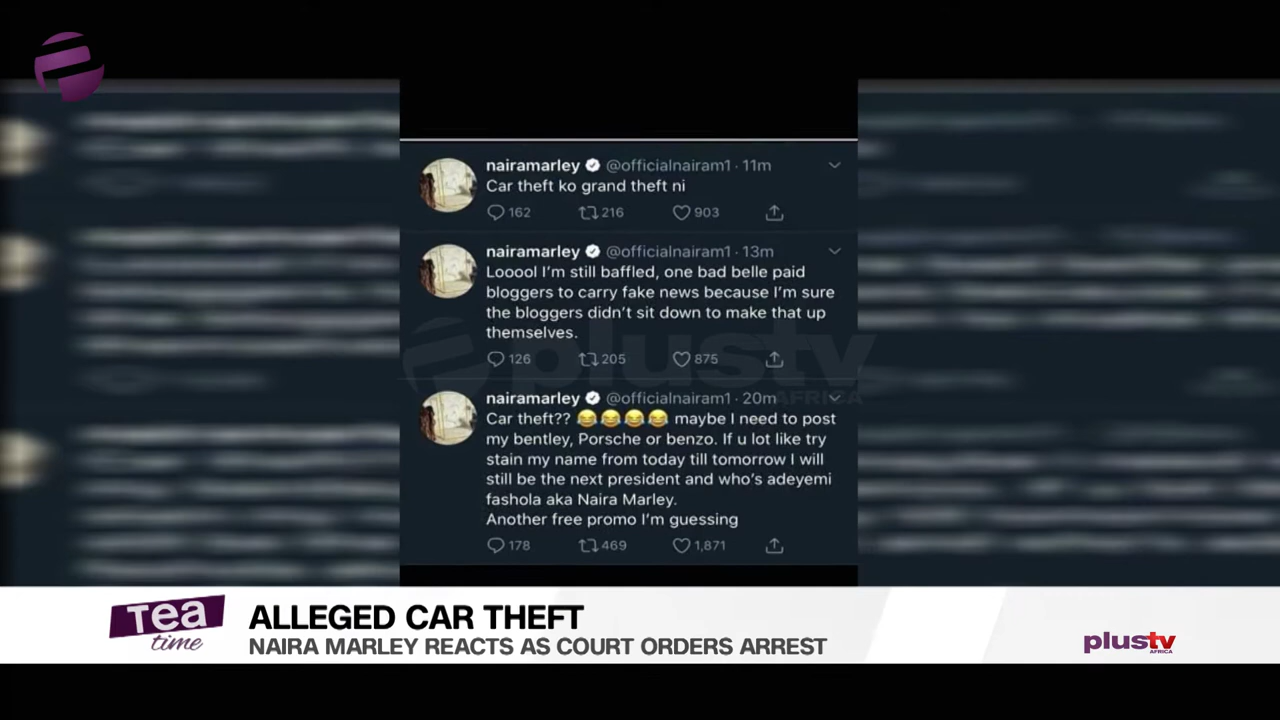 nairamarley @officialnairam1 · 11m
Car theft ko grand theft ni
162 216 903
nairamarley @officialnairam1 · 13m
Looool I'm still baffled, one bad belle paid
bloggers to carry fake news because I'm sure
the bloggers didn't sit down to make that up
themselves.
126 205 875
plustv
AFRICA
nairamarley @officialnairam1 · 20m
Car theft?? 😂😂😂😂 maybe I need to post
my bentley, Porsche or benzo. If u lot like try
stain my name from today till tomorrow I will
still be the next president and who's adeyemi
fashola aka Naira Marley.
Another free promo I'm guessing
178 469 1,871
Tea
time
ALLEGED CAR THEFT
NAIRA MARLEY REACTS AS COURT ORDERS ARREST
plustv
AFRICA